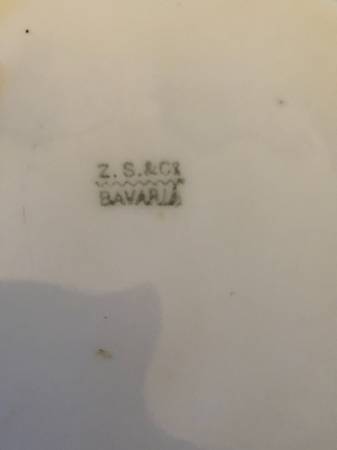 Z. S. & Co
BAVARIA